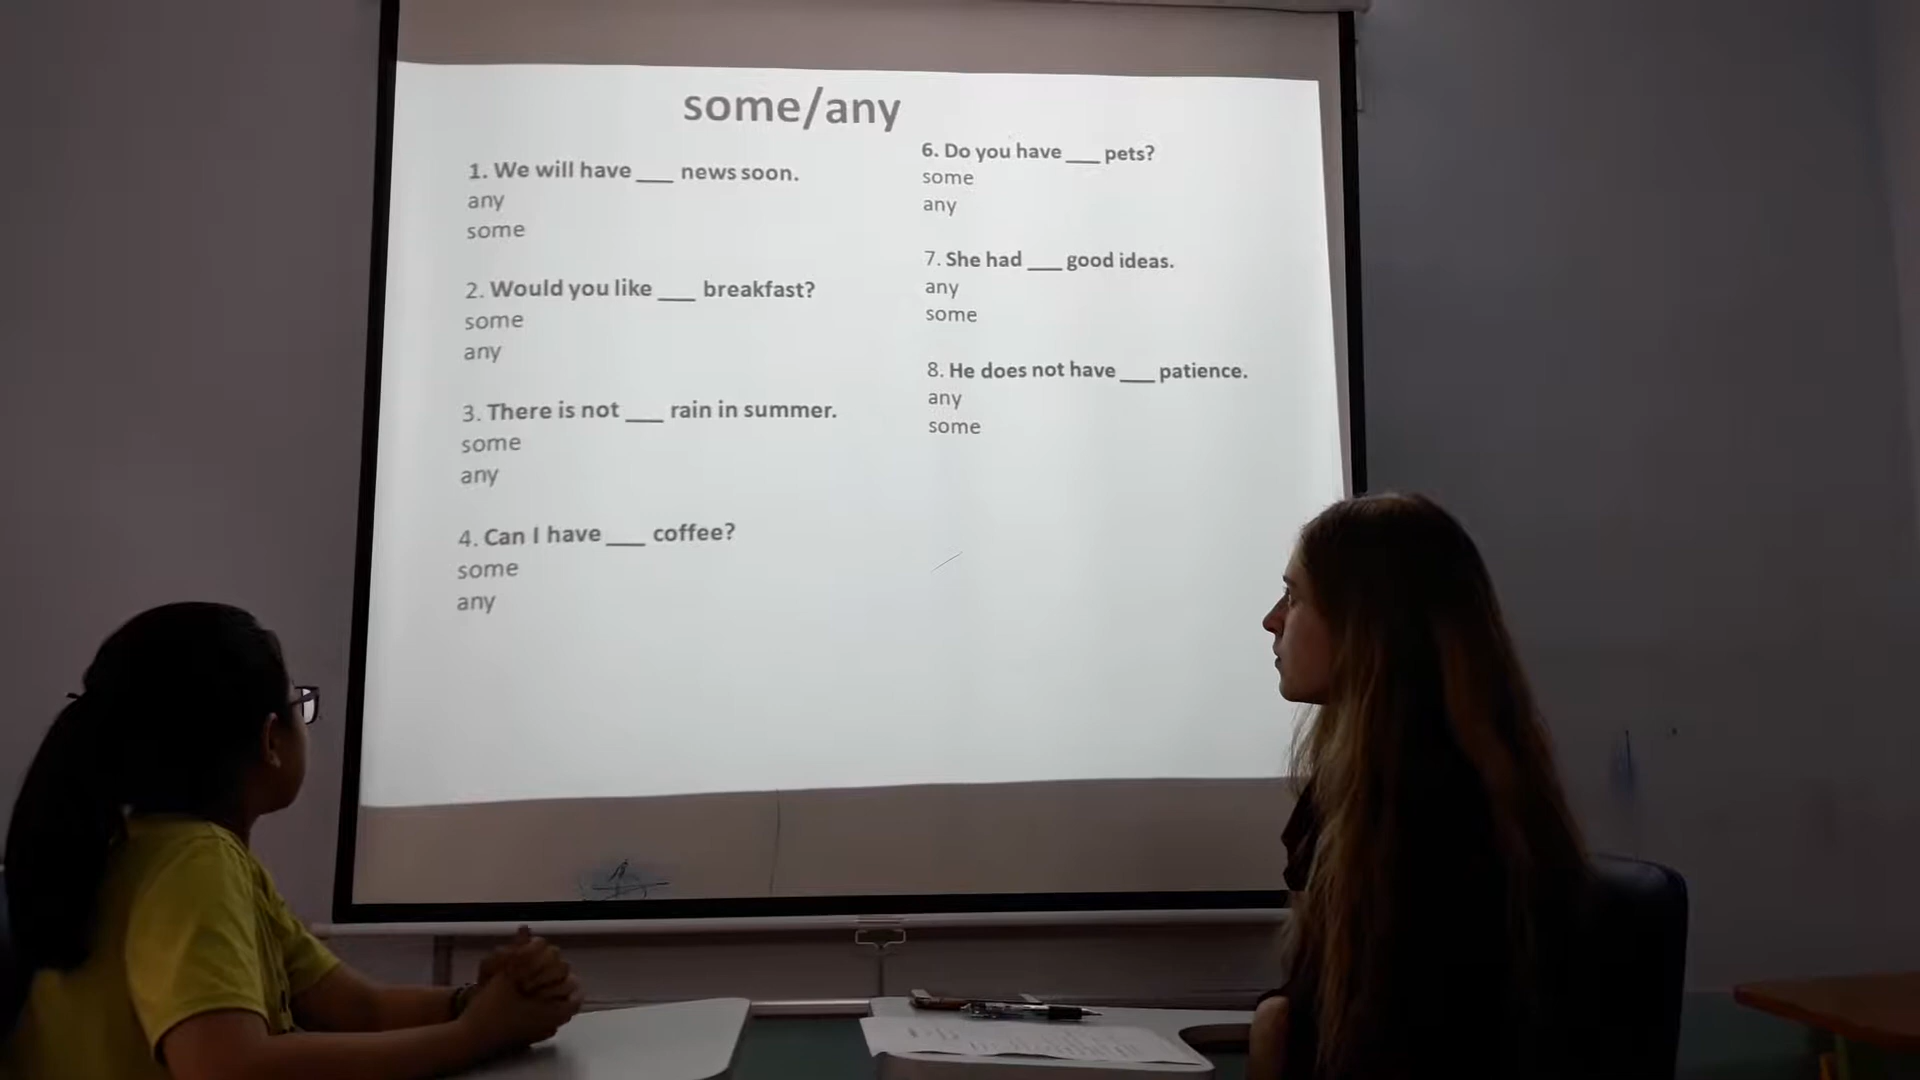 some/any
1. We will have ___ news soon.
any
some
2. Would you like ___ breakfast?
some
any
3. There is not ___ rain in summer.
some
any
4. Can I have ___ coffee?
some
any
6. Do you have ___ pets?
some
any
7. She had ___ good ideas.
any
some
8. He does not have ___ patience.
any
some